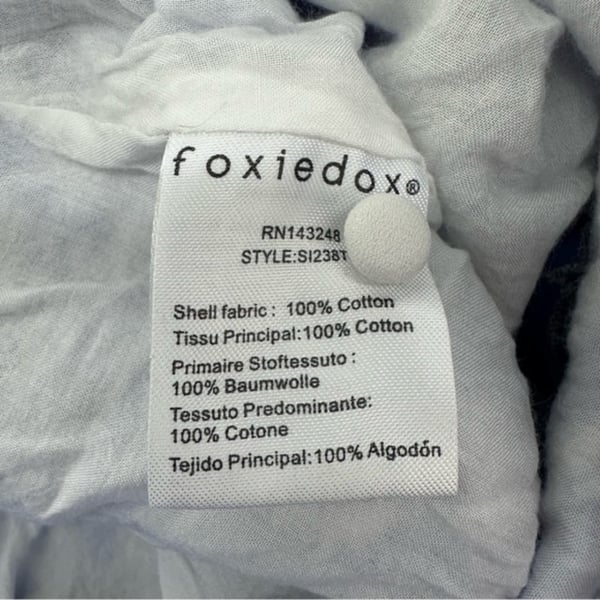 foxiedox®
RN143248
STYLE:SI238T
Shell fabric : 100% Cotton
Tissu Principal:100% Cotton
Primaire Stoftessuto :
100% Baumwolle
Tessuto Predominante:
100% Cotone
Tejido Principal:100% Algodón